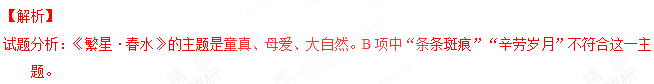 【解析】
试题分析：《繁星·春水》的主题是童真、母爱、大自然。B 项中“条条斑痕”“辛劳岁月”不符合这一主
题。